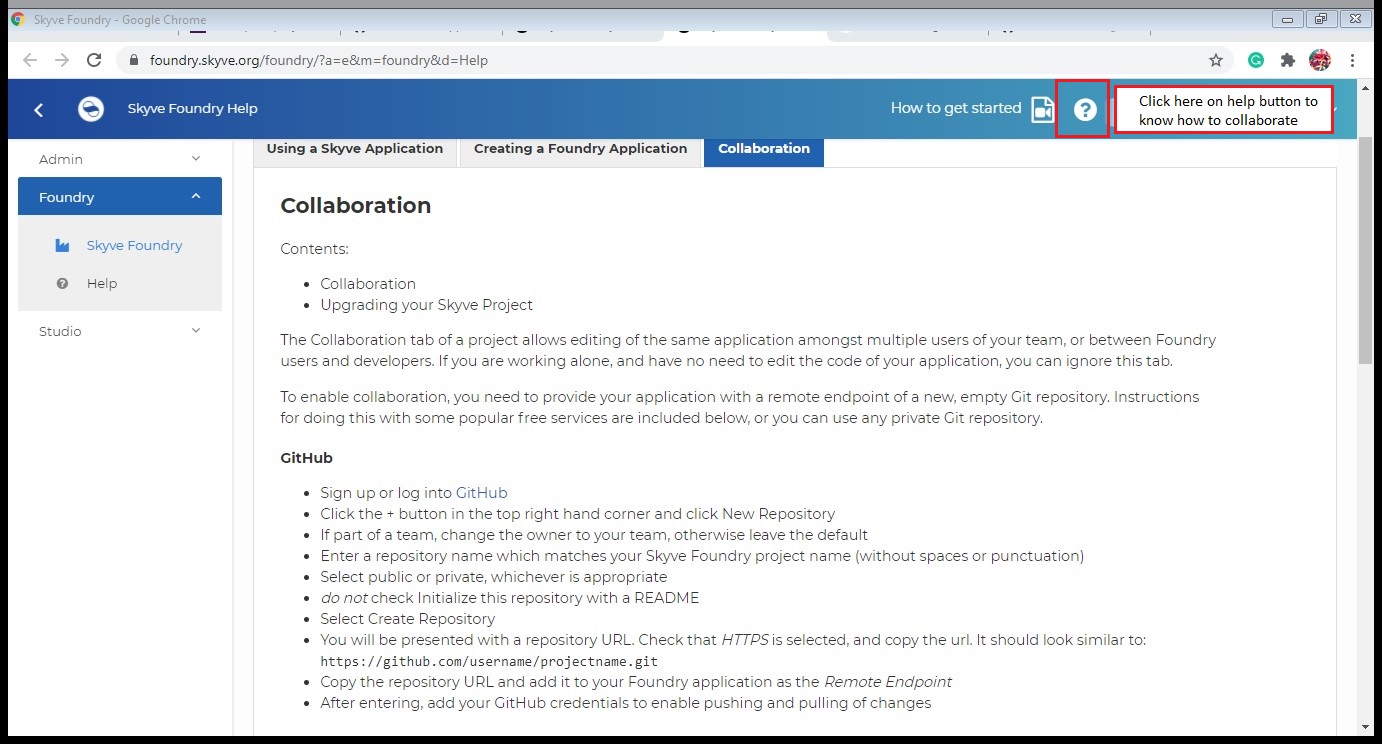 Skyve Foundry - Google Chrome
foundry.skyve.org/foundry/?a=e&m=foundry&d=Help
Skyve Foundry Help
How to get started
Click here on help button to
know how to collaborate
Admin
Foundry
Skyve Foundry
Help
Studio
Using a Skyve Application
Creating a Foundry Application
Collaboration
Collaboration
Contents:
• Collaboration
• Upgrading your Skyve Project
The Collaboration tab of a project allows editing of the same application amongst multiple users of your team, or between Foundry
users and developers. If you are working alone, and have no need to edit the code of your application, you can ignore this tab.
To enable collaboration, you need to provide your application with a remote endpoint of a new, empty Git repository. Instructions
for doing this with some popular free services are included below, or you can use any private Git repository.
GitHub
• Sign up or log into GitHub
• Click the + button in the top right hand corner and click New Repository
• If part of a team, change the owner to your team, otherwise leave the default
• Enter a repository name which matches your Skyve Foundry project name (without spaces or punctuation)
• Select public or private, whichever is appropriate
• do not check Initialize this repository with a README
• Select Create Repository
• You will be presented with a repository URL. Check that HTTPS is selected, and copy the url. It should look similar to:
https://github.com/username/projectname.git
• Copy the repository URL and add it to your Foundry application as the Remote Endpoint
• After entering, add your GitHub credentials to enable pushing and pulling of changes